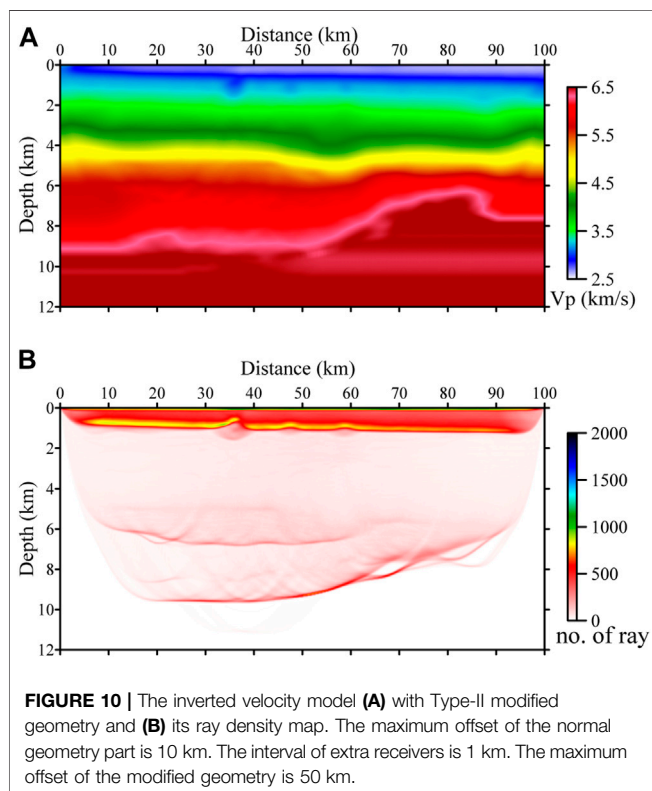 A
Distance (km)
0 10 20 30 40 50 60 70 80 90 100
Depth (km)
0
2
4
6
8
10
12
6.5
5.5
4.5
3.5
2.5
Vp (km/s)
B
Distance (km)
0 10 20 30 40 50 60 70 80 90 100
Depth (km)
0
2
4
6
8
10
12
2000
1500
1000
500
0
no. of ray
FIGURE 10 | The inverted velocity model (A) with Type-II modified
geometry and (B) its ray density map. The maximum offset of the normal
geometry part is 10 km. The interval of extra receivers is 1 km. The maximum
offset of the modified geometry is 50 km.